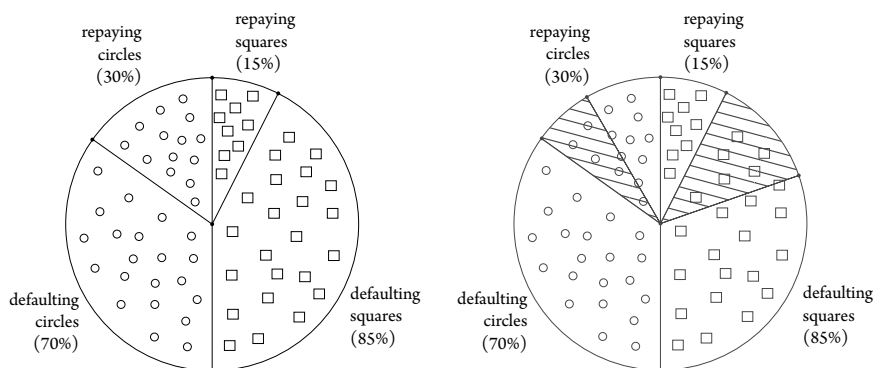 repaying
circles
(30%)
repaying
squares
(15%)
defaulting
circles
(70%)
defaulting
squares
(85%)
repaying
circles
(30%)
repaying
squares
(15%)
defaulting
circles
(70%)
defaulting
squares
(85%)